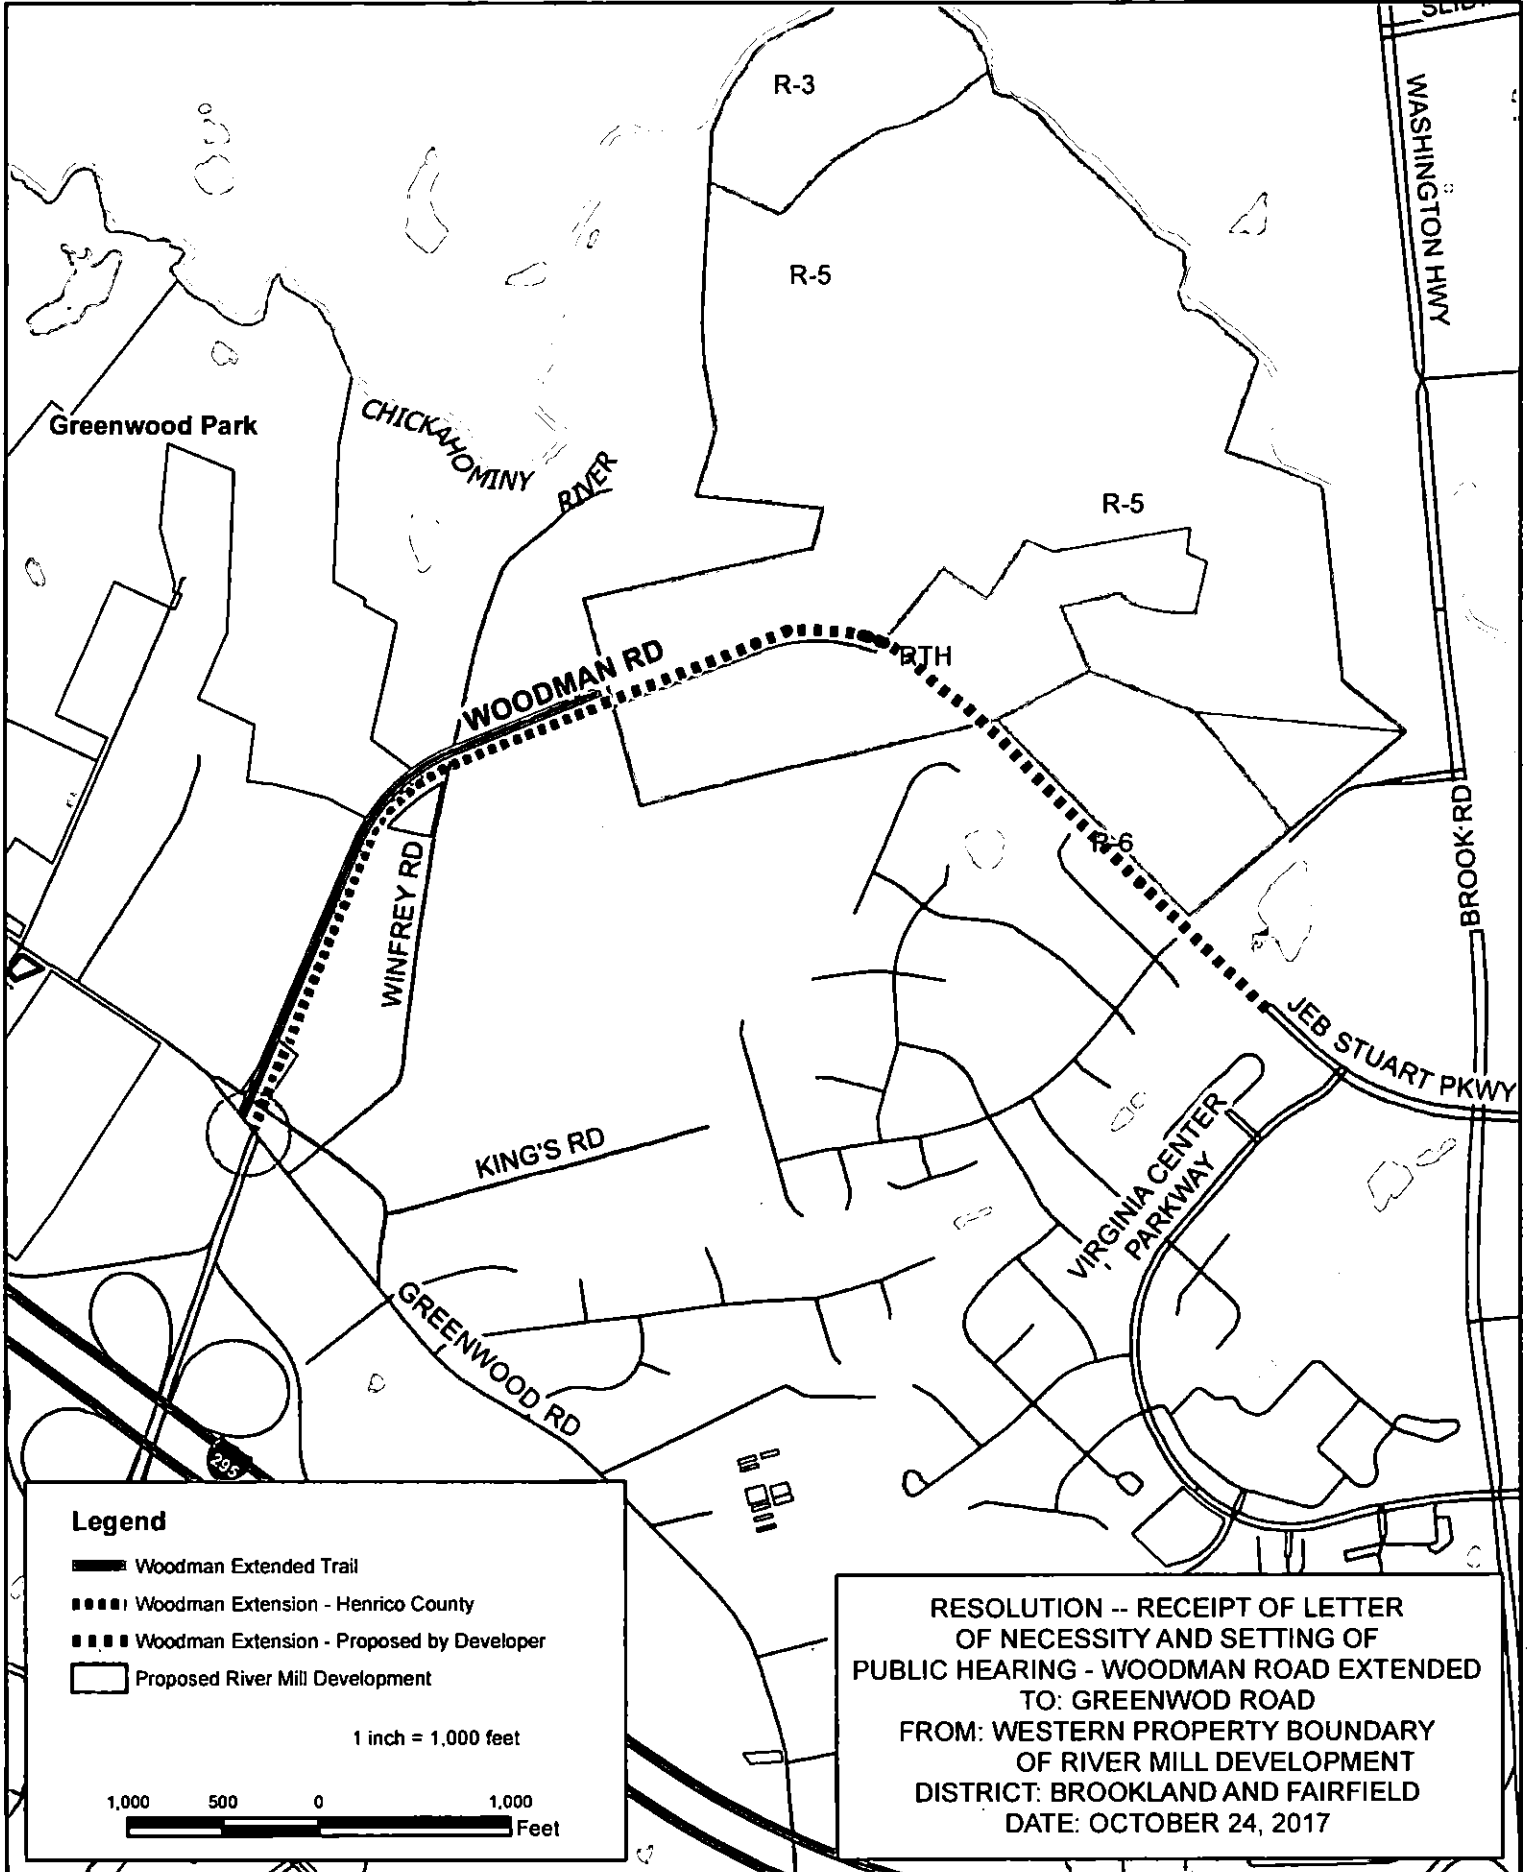 R-3
WASHINGTON HWY
R-5
Greenwood Park
CHICKAHOMINY
RIVER
R-5
WOODMAN RD
RTH
R-6
BROOK RD
WINFREY RD
JEB STUART PKWY
KING'S RD
VIRGINIA CENTER
PARKWAY
GREENWOOD RD
295
Legend
Woodman Extended Trail
Woodman Extension - Henrico County
Woodman Extension - Proposed by Developer
Proposed River Mill Development
1 inch = 1,000 feet
1,000 500 0 1,000
Feet
RESOLUTION -- RECEIPT OF LETTER
OF NECESSITY AND SETTING OF
PUBLIC HEARING - WOODMAN ROAD EXTENDED
TO: GREENWOD ROAD
FROM: WESTERN PROPERTY BOUNDARY
OF RIVER MILL DEVELOPMENT
DISTRICT: BROOKLAND AND FAIRFIELD
DATE: OCTOBER 24, 2017